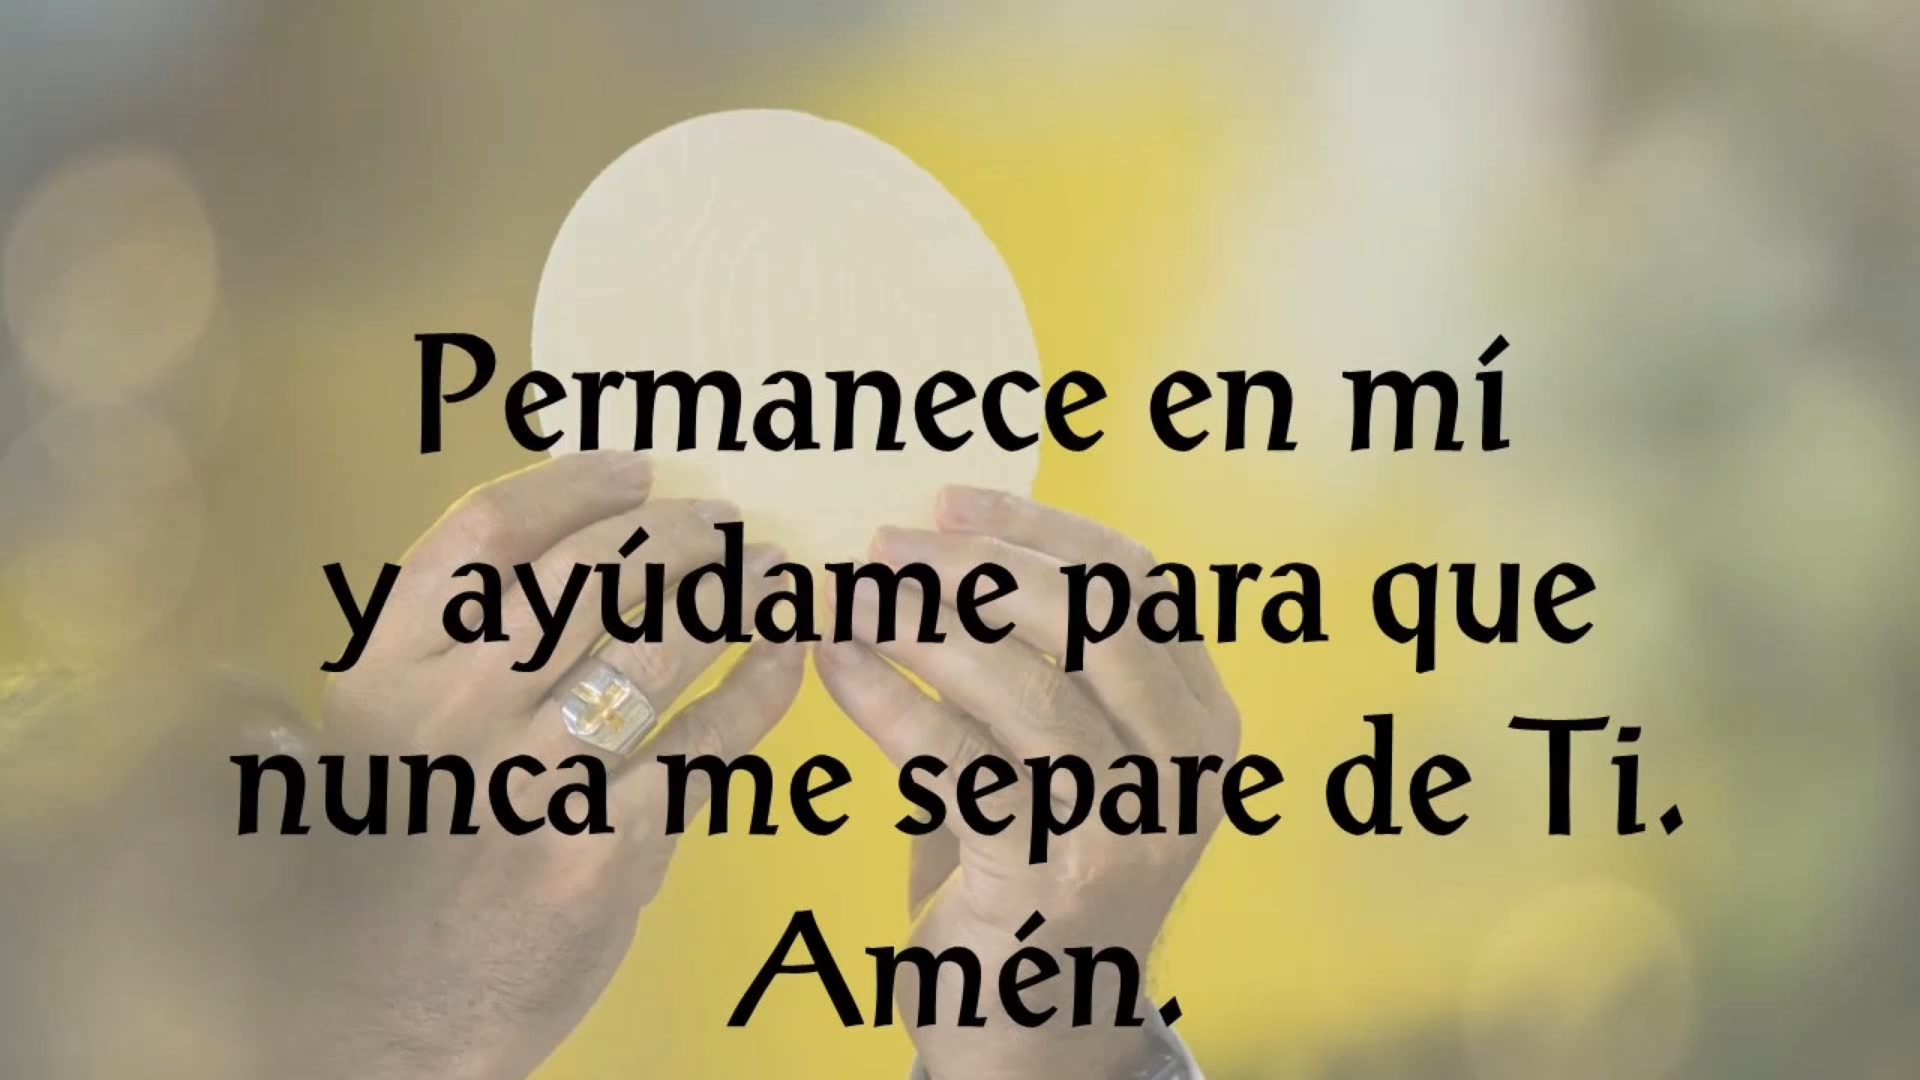 Permanece en mí
y ayúdame para que
nunca me separe de Ti.
Amén.